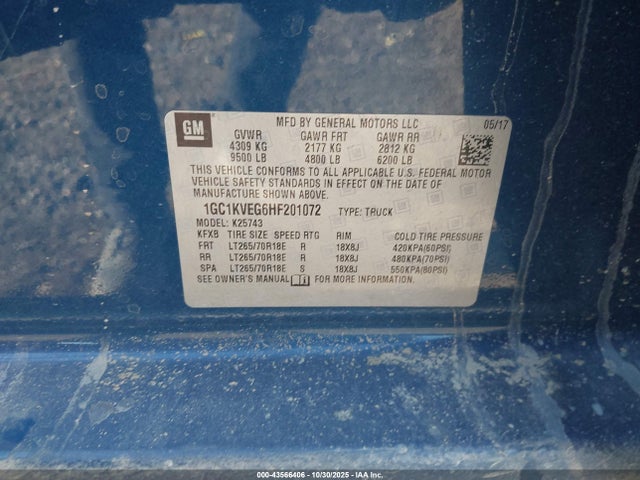 GM
MFD BY GENERAL MOTORS LLC 05/17
GVWR GAWR FRT GAWR RR
4309 KG 2177 KG 2812 KG
9500 LB 4800 LB 6200 LB
THIS VEHICLE CONFORMS TO ALL APPLICABLE U.S. FEDERAL MOTOR
VEHICLE SAFETY STANDARDS IN EFFECT ON THE DATE OF
MANUFACTURE SHOWN ABOVE.
1GC1KVEG6HF201072 TYPE: TRUCK
MODEL: K25743
KFXB TIRE SIZE SPEED RTG RIM COLD TIRE PRESSURE
FRT LT265/70R18E R 18X8J 420KPA(60PSI)
RR LT265/70R18E R 18X8J 480KPA(70PSI)
SPA LT265/70R18E S 18X8J 550KPA(80PSI)
SEE OWNER'S MANUAL FOR MORE INFORMATION.
000-43566406 - 10/30/2025 - IAA Inc.